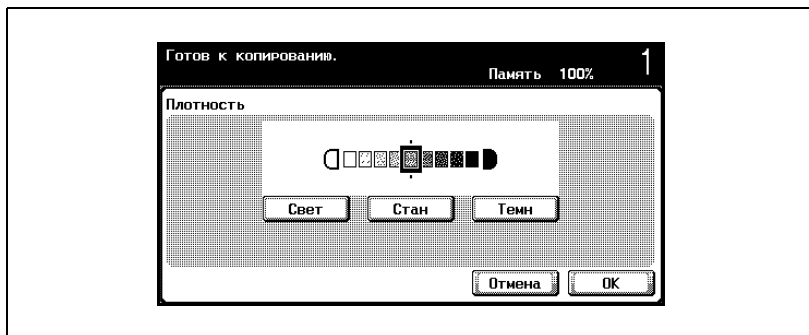 Готов к копированию.
Память 100% 1
Плотность
Свет Стан Темн
Отмена OK